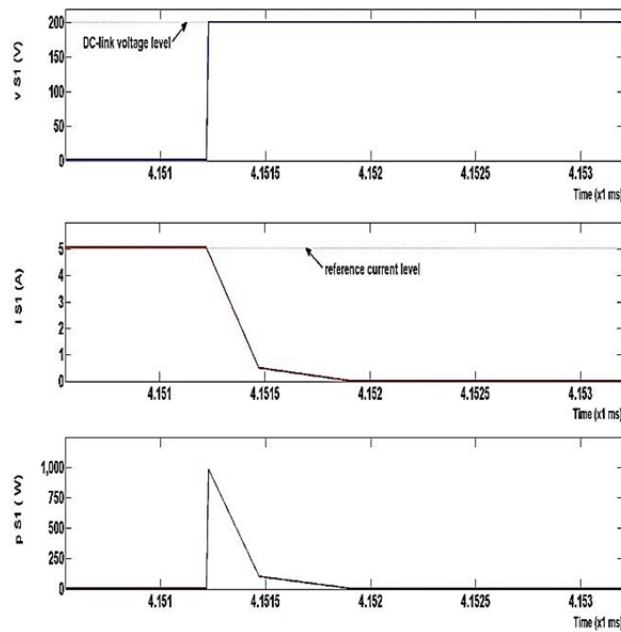 v S1 (V)
200
150
100
50
0
DC-link voltage level
4.151 4.1515 4.152 4.1525 4.153
Time (x1 ms)
I S1 (A)
5
4
3
2
1
0
reference current level
4.151 4.1515 4.152 4.1525 4.153
Time (x1 ms)
p S1 ( W)
1,000
750
500
250
0
4.151 4.1515 4.152 4.1525 4.153
Time (x1 ms)